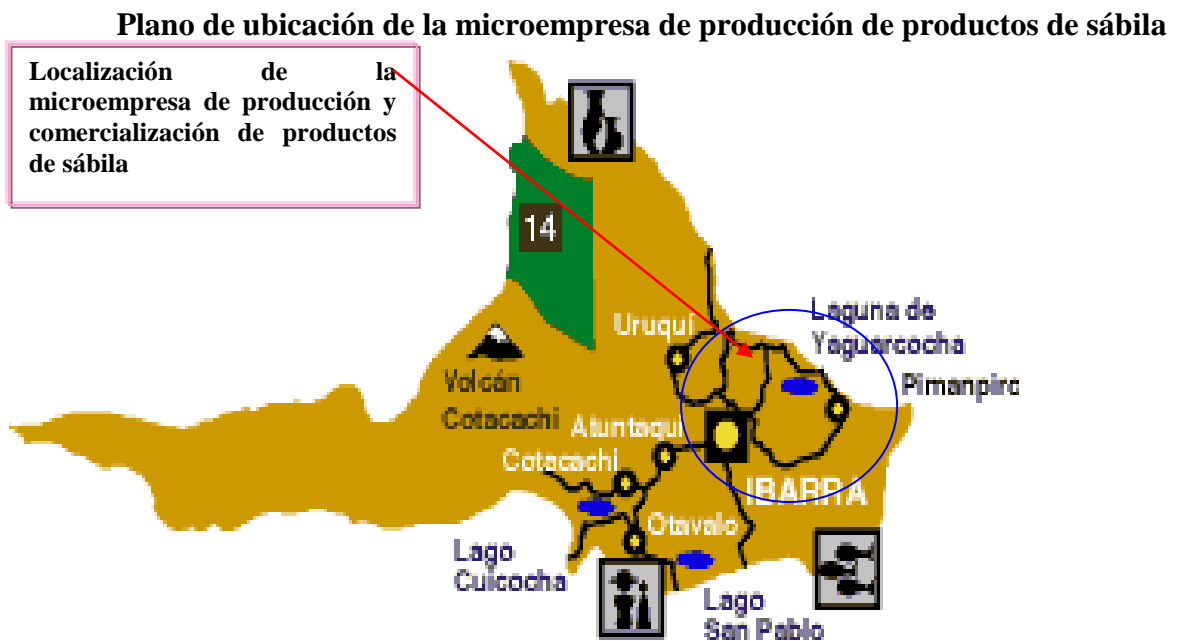 Plano de ubicación de la microempresa de producción de productos de sábila
Localización de la
microempresa de producción y
comercialización de productos
de sábila
14
Uruqui
Laguna de
Yaguarcocha
Pimanpiro
Volcán
Cotacachi
Atuntaqui
Cotacachi
IBARRA
Otavalo
Lago
Cuicocha
Lago
San Pablo